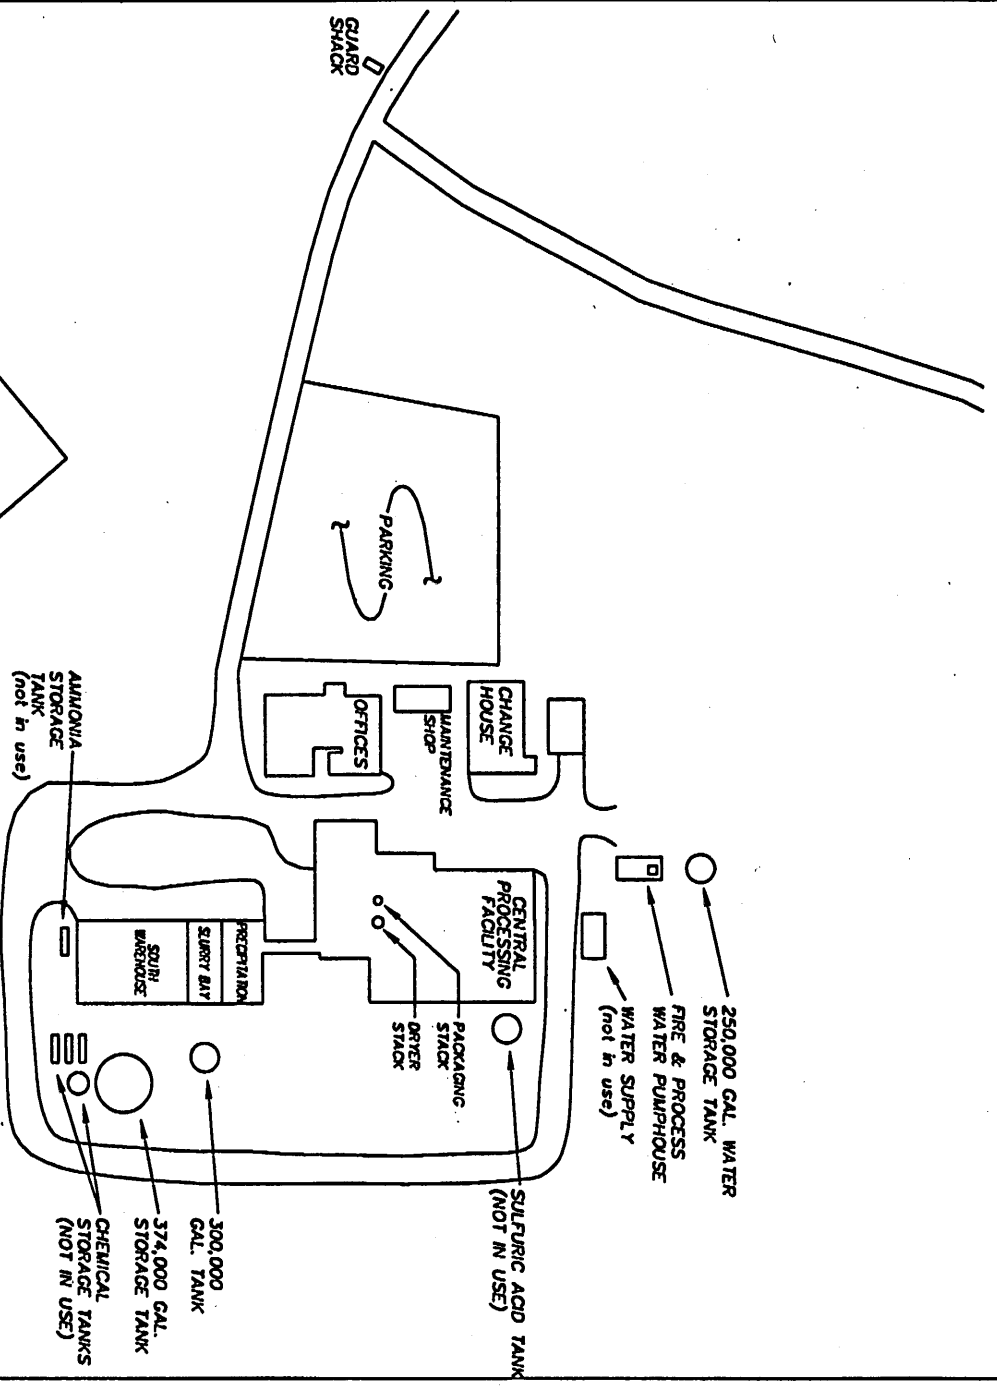 GUARD
SHACK
PARKING
CHANGE
HOUSE
MAINTENANCE
SHOP
OFFICES
250,000 GAL. WATER
STORAGE TANK
FIRE & PROCESS
WATER PUMPHOUSE
WATER SUPPLY
(not in use)
CENTRAL
PROCESSING
FACILITY
PACKAGING
STACK
DRYER
STACK
SULFURIC ACID TANK
(NOT IN USE)
PRECIPITATION
SLURRY BAY
SOUTH
WAREHOUSE
300,000
GAL. TANK
374,000 GAL.
STORAGE TANK
CHEMICAL
STORAGE TANKS
(NOT IN USE)
AMMONIA
STORAGE
TANK
(not in use)